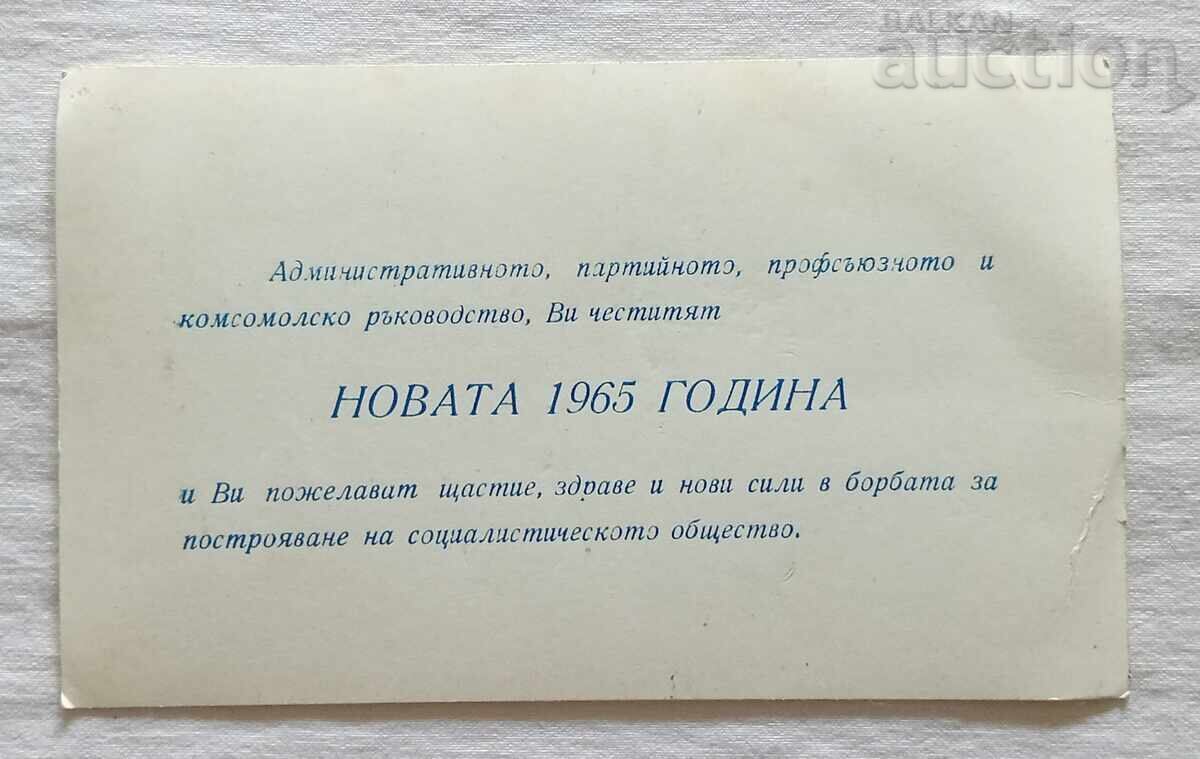 BALKAN
auction
Административното, партийното, профсъюзното и
комсомолско ръководство, Ви честитят
НОВАТА 1965 ГОДИНА
и Ви пожелават щастие, здраве и нови сили в борбата за
построяване на социалистическото общество.